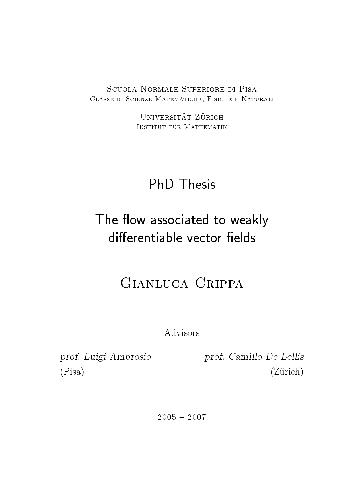 Scuola Normale Superiore di Pisa
Classe di Scienze Matematiche, Fisiche e Naturali
Universität Zürich
Institut für Mathematik
PhD Thesis
The flow associated to weakly
differentiable vector fields
Gianluca Crippa
Advisors
prof. Luigi Ambrosio prof. Camillo De Lellis
(Pisa) (Zürich)
2005 – 2007